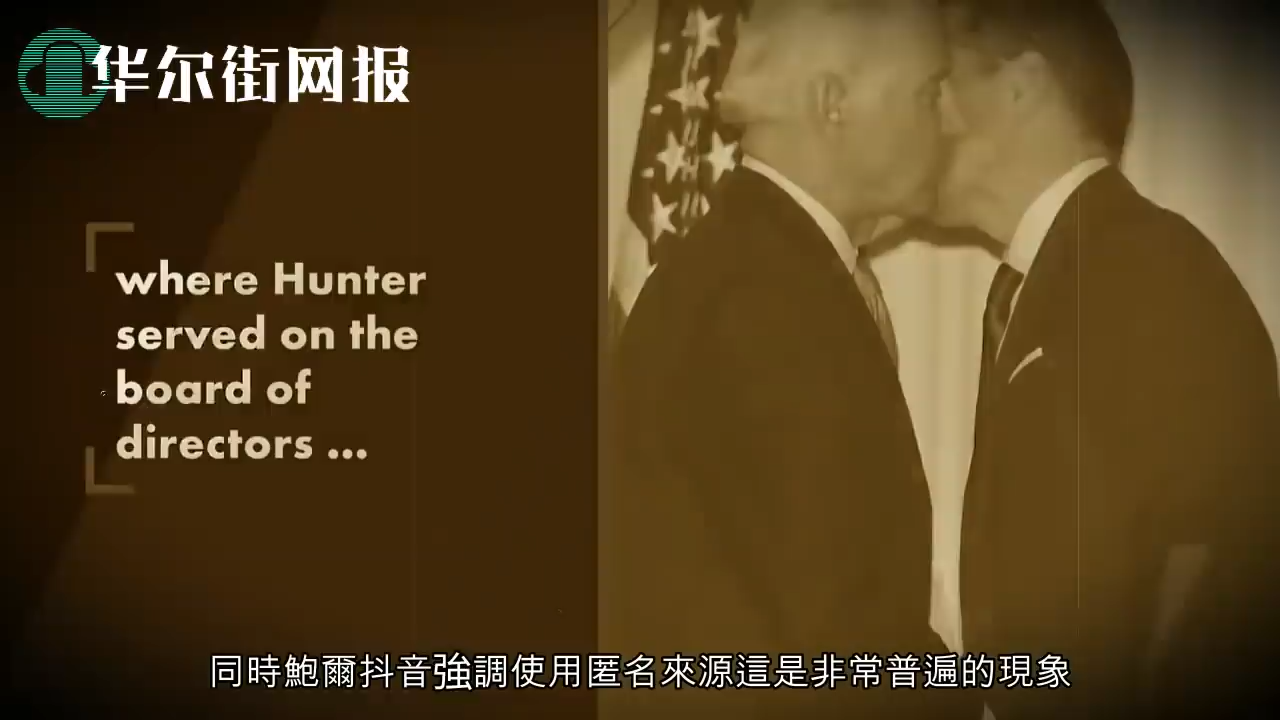 华尔街网报
where Hunter
served on the
board of
directors ...
同時鮑爾抖音強調使用匿名來源這是非常普遍的現象